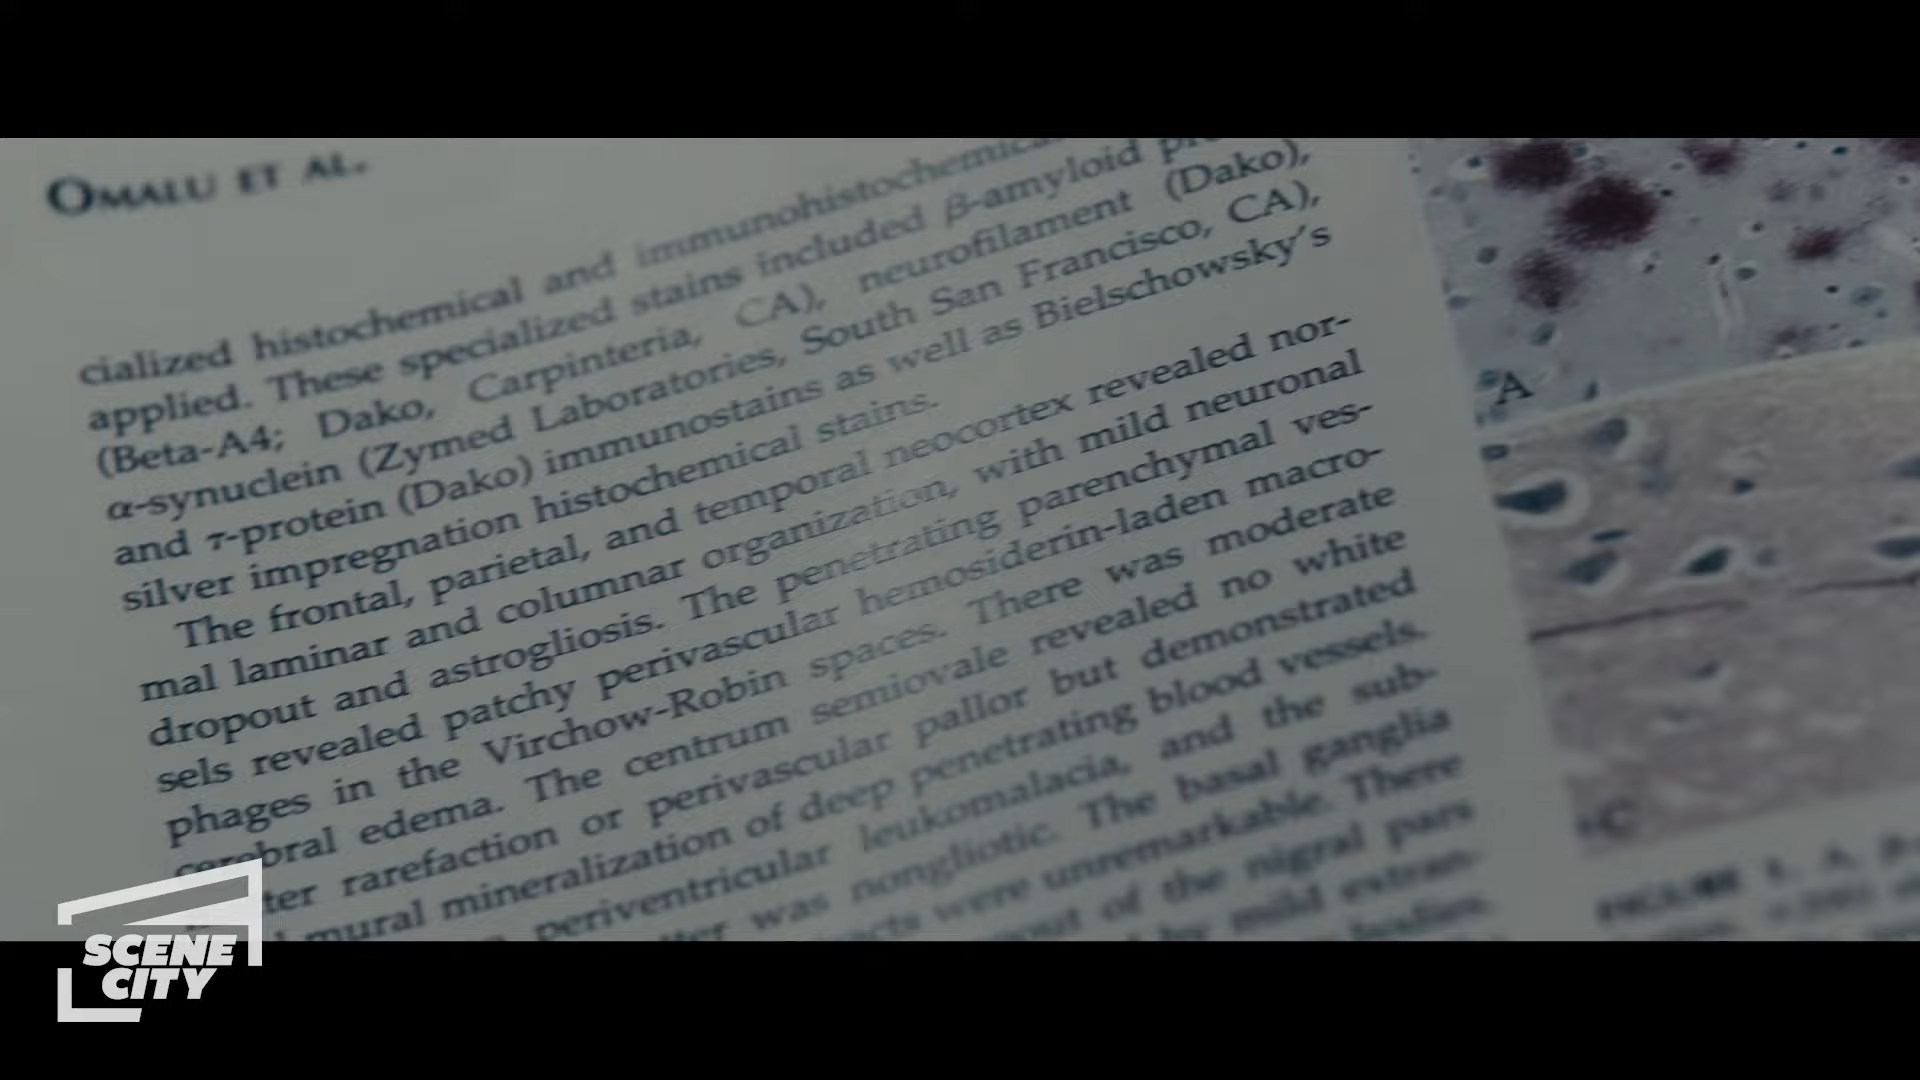 OMALU ET AL.
cialized histochemical and immunohistochemical
applied. These specialized stains included β-amyloid
(Beta-A4; Dako, Carpinteria, CA), neurofilament (Dako),
α-synuclein (Zymed Laboratories, South San Francisco, CA),
and τ-protein (Dako) immunostains as well as Bielschowsky's
silver impregnation histochemical stains.
The frontal, parietal, and temporal neocortex revealed nor-
mal laminar and columnar organization, with mild neuronal
dropout and astrogliosis. The penetrating parenchymal ves-
sels revealed patchy perivascular hemosiderin-laden macro-
phages in the Virchow-Robin spaces. There was moderate
cerebral edema. The centrum semiovale revealed no white
rarefaction or perivascular pallor but demonstrated
mural mineralization of deep penetrating blood vessels.
periventricular leukomalacia, and the sub-
was nongliotic. The basal ganglia
were unremarkable. There
of the nigral pars
by mild extran-
bodies.
A
C
FIGURE 1. A,
SCENE
CITY